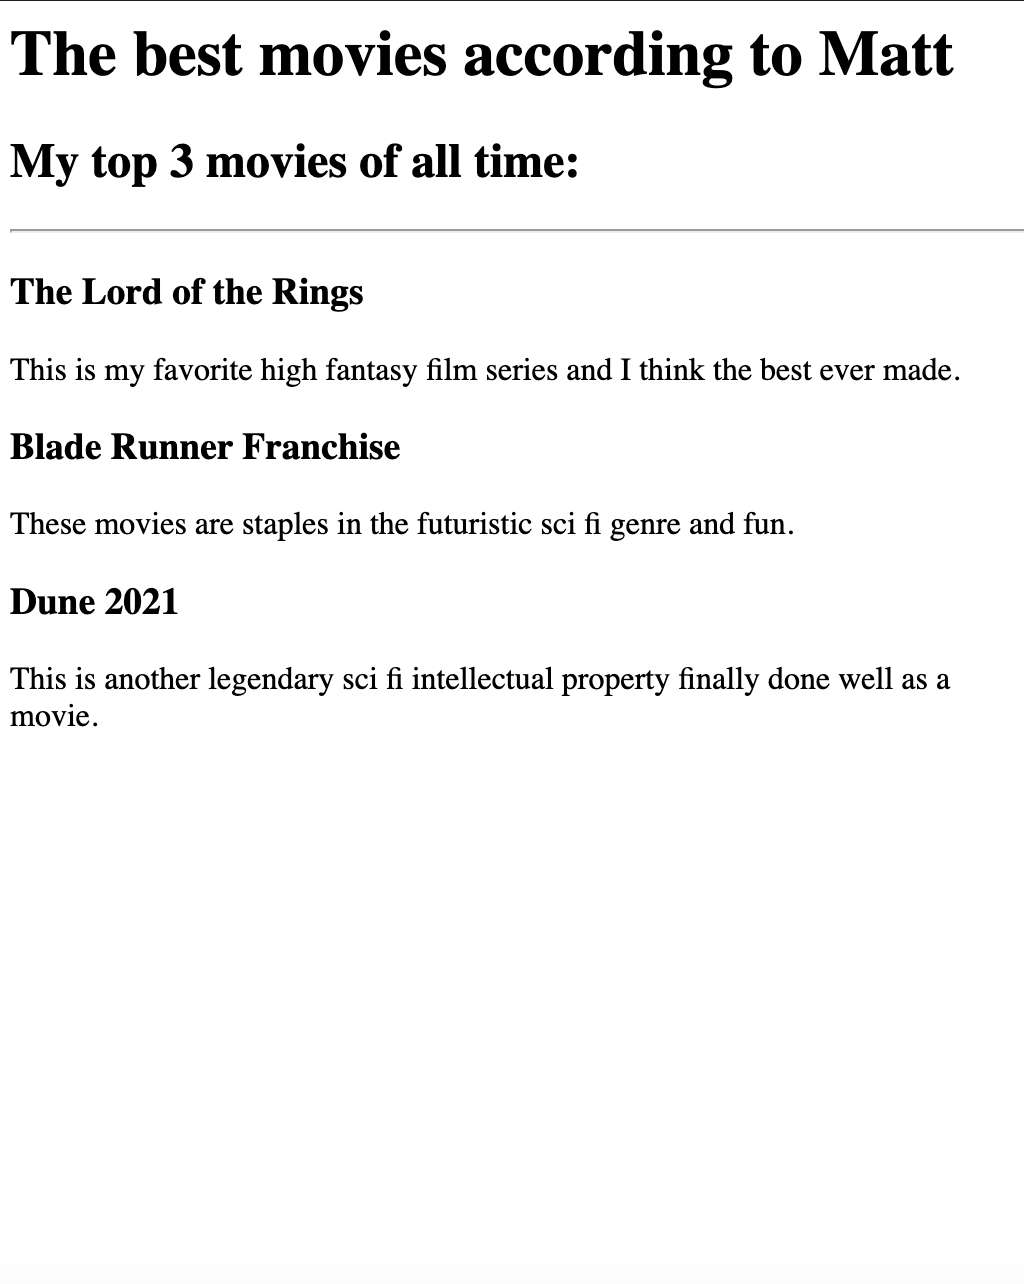 The best movies according to Matt
My top 3 movies of all time:
The Lord of the Rings
This is my favorite high fantasy film series and I think the best ever made.
Blade Runner Franchise
These movies are staples in the futuristic sci fi genre and fun.
Dune 2021
This is another legendary sci fi intellectual property finally done well as a
movie.